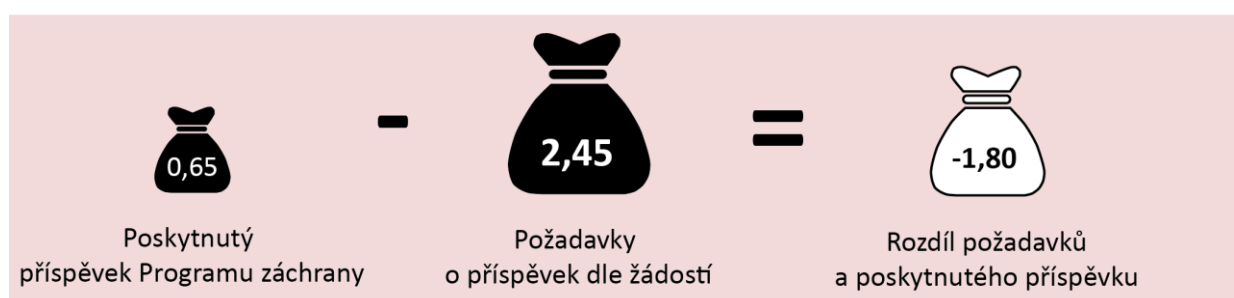 0,65
-
2,45
=
-1,80
Poskytnutý
příspěvek Programu záchrany
Požadavky
o příspěvek dle žádostí
Rozdíl požadavků
a poskytnutého příspěvku